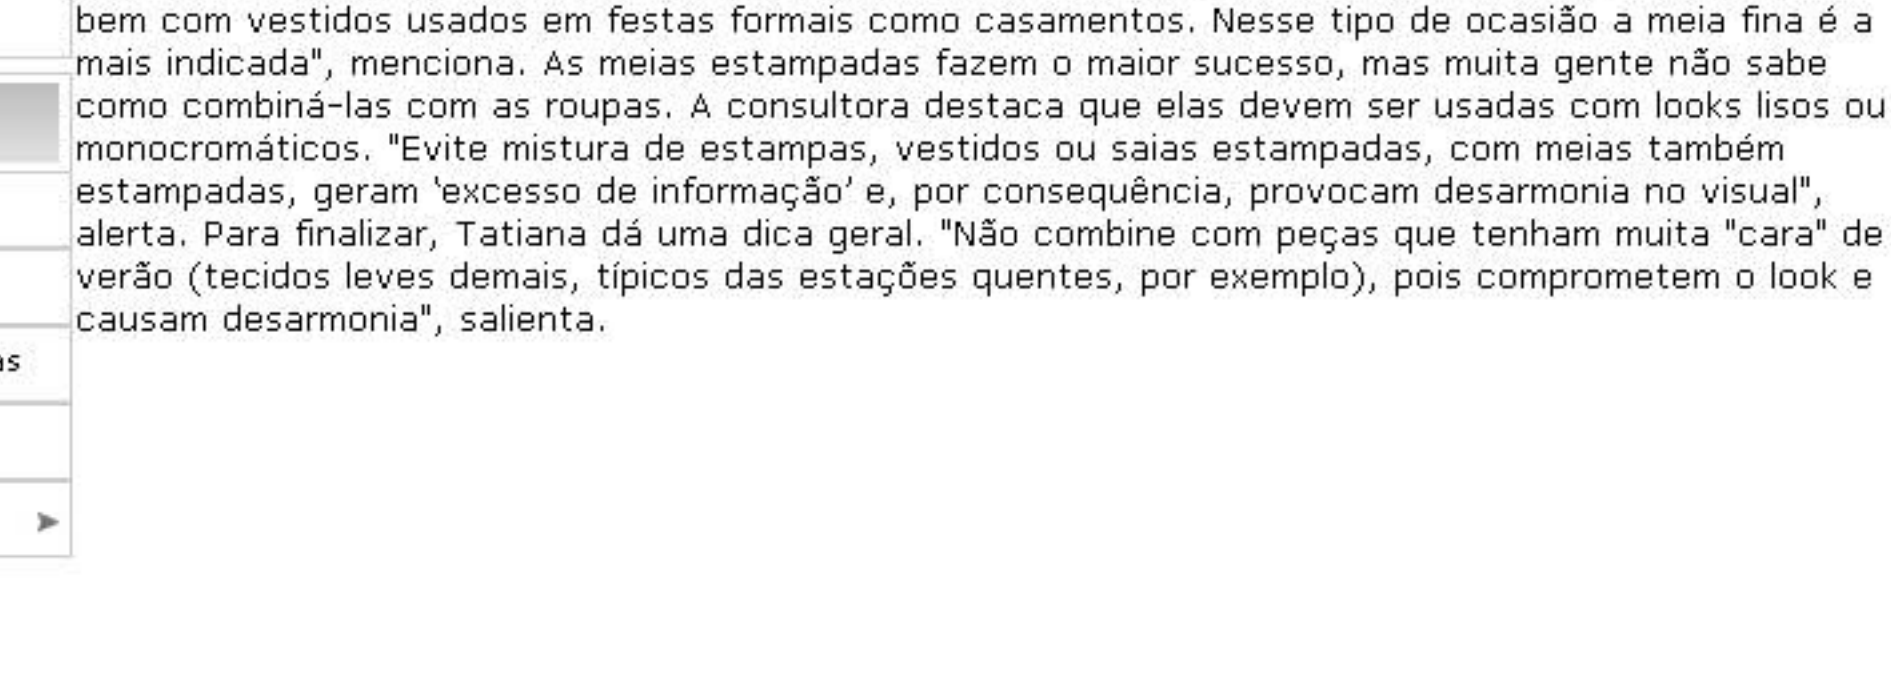 bem com vestidos usados em festas formais como casamentos. Nesse tipo de ocasião a meia fina é a
mais indicada", menciona. As meias estampadas fazem o maior sucesso, mas muita gente não sabe
como combiná-las com as roupas. A consultora destaca que elas devem ser usadas com looks lisos ou
monocromáticos. "Evite mistura de estampas, vestidos ou saias estampadas, com meias também
estampadas, geram 'excesso de informação' e, por consequência, provocam desarmonia no visual",
alerta. Para finalizar, Tatiana dá uma dica geral. "Não combine com peças que tenham muita "cara" de
verão (tecidos leves demais, típicos das estações quentes, por exemplo), pois comprometem o look e
causam desarmonia", salienta.